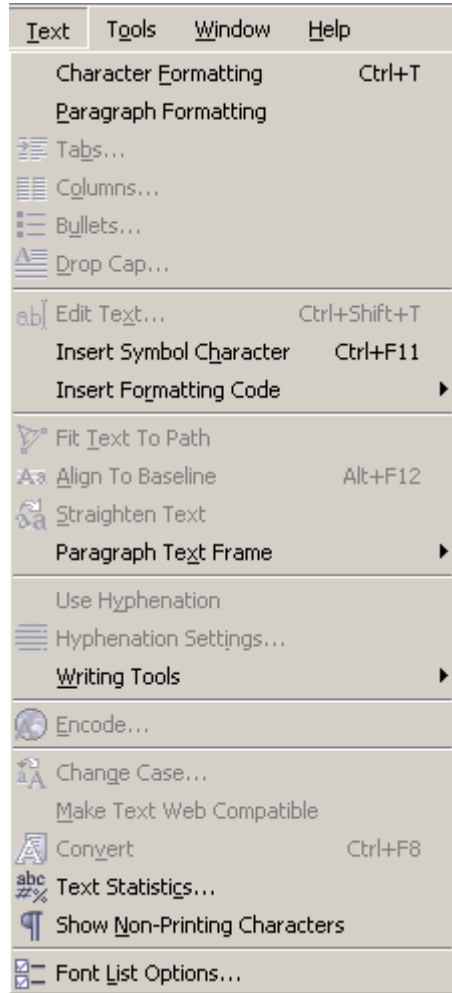 Text Tools Window Help
Character Formatting Ctrl+T
Paragraph Formatting
Tabs...
Columns...
Bullets...
Drop Cap...
Edit Text... Ctrl+Shift+T
Insert Symbol Character Ctrl+F11
Insert Formatting Code
Fit Text To Path
Align To Baseline Alt+F12
Straighten Text
Paragraph Text Frame
Use Hyphenation
Hyphenation Settings...
Writing Tools
Encode...
Change Case...
Make Text Web Compatible
Convert Ctrl+F8
Text Statistics...
Show Non-Printing Characters
Font List Options...